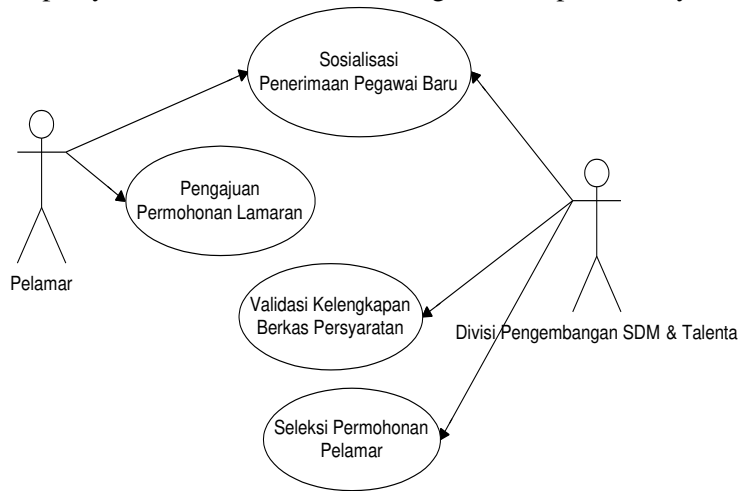 Sosialisasi
Penerimaan Pegawai Baru
Pengajuan
Permohonan Lamaran
Pelamar
Validasi Kelengkapan
Berkas Persyaratan
Divisi Pengembangan SDM & Talenta
Seleksi Permohonan
Pelamar